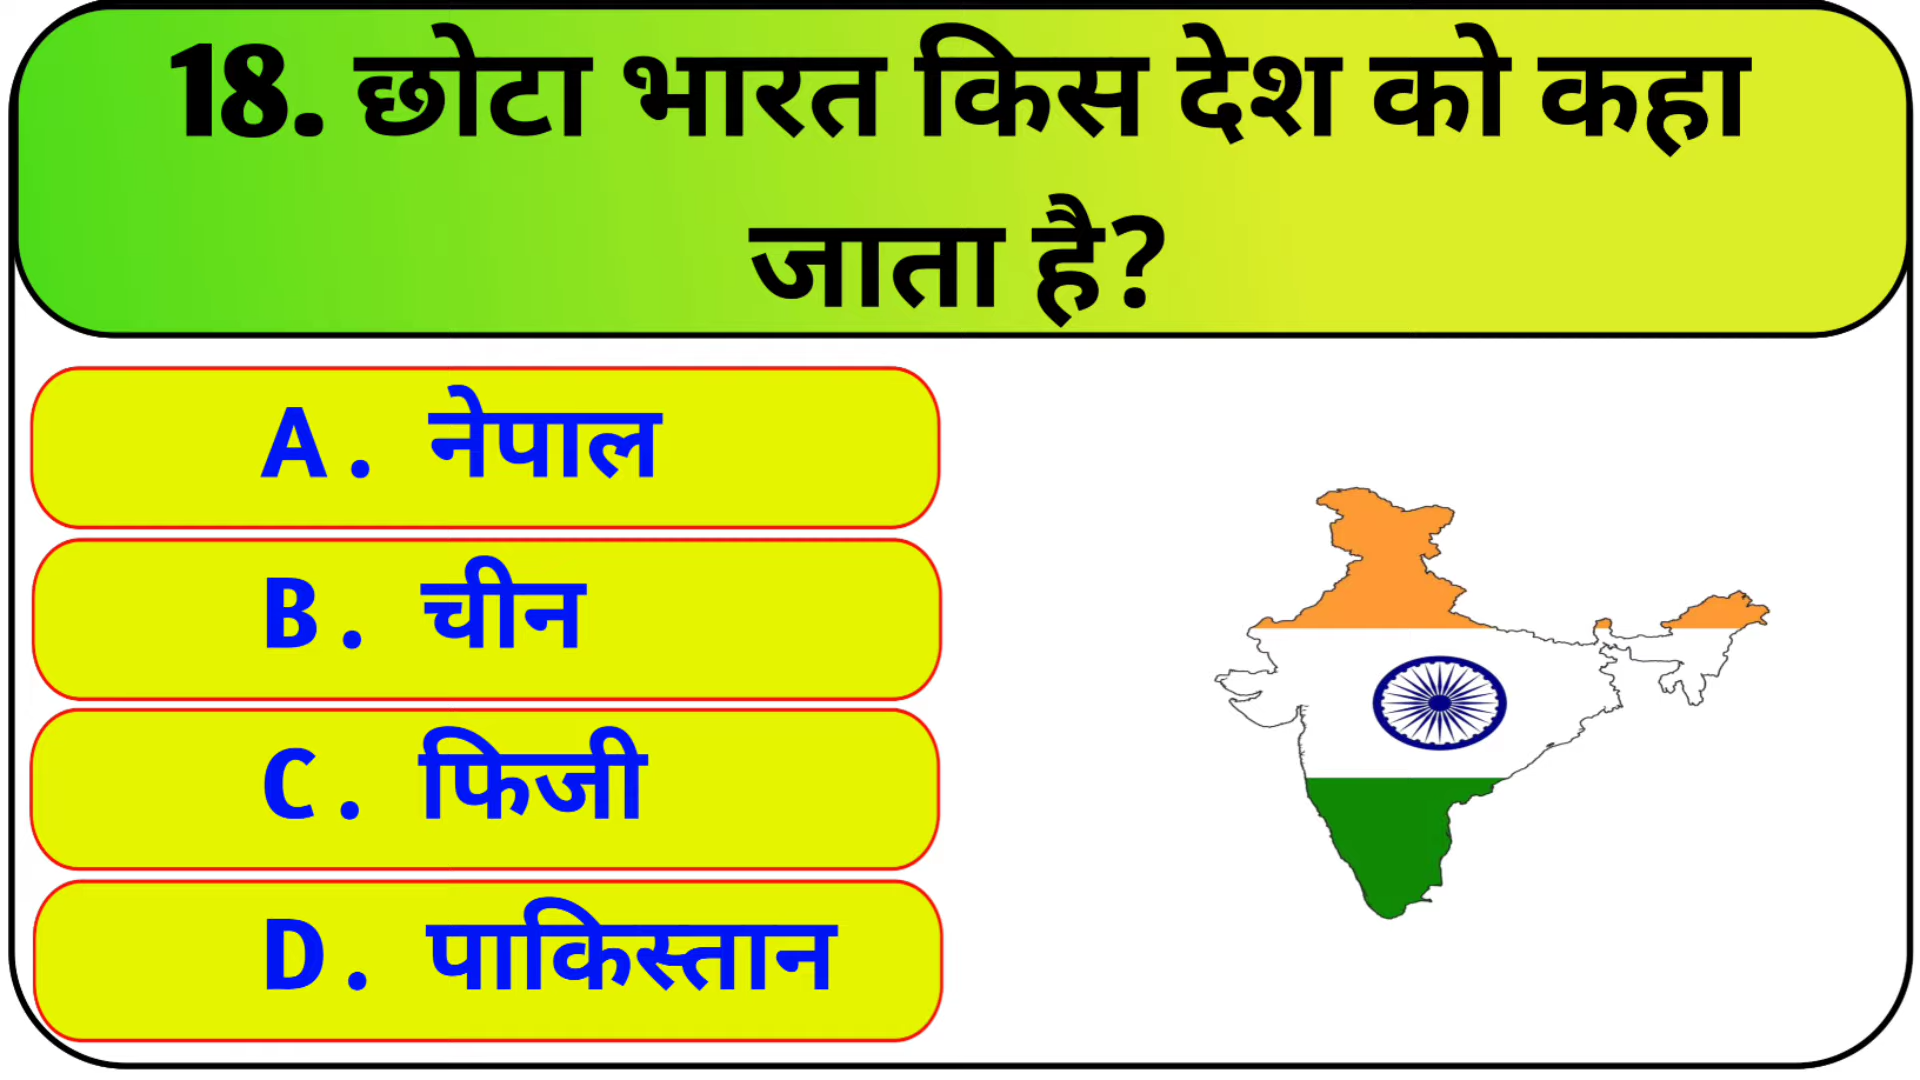 18. छोटा भारत किस देश को कहा
जाता है?
A. नेपाल
B. चीन
C. फिजी
D. पाकिस्तान